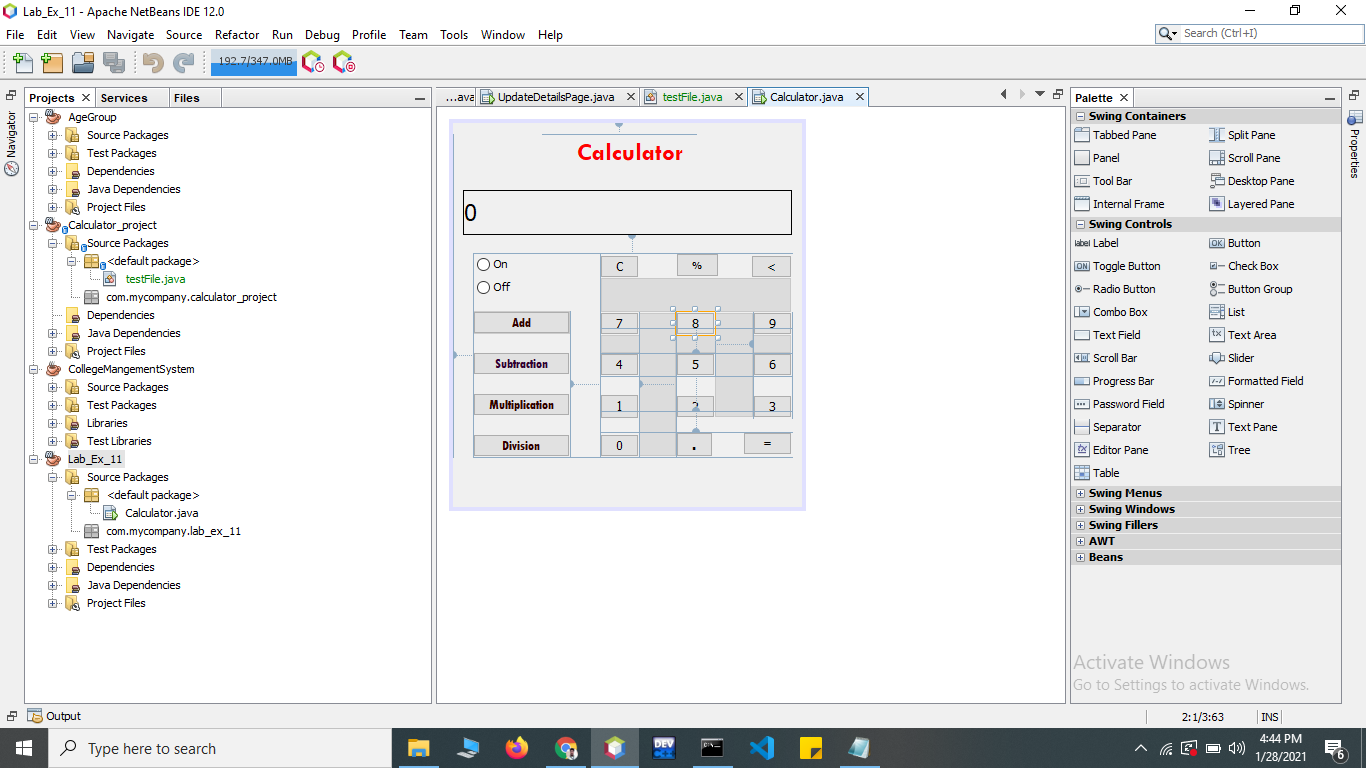 Lab_Ex_11 - Apache NetBeans IDE 12.0
File Edit View Navigate Source Refactor Run Debug Profile Team Tools Window Help
Search (Ctrl+I)
192.7/347.0MB
Projects Services Files
...ava UpdateDetailsPage.java testFile.java Calculator.java
Palette
Navigator
Properties
AgeGroup
Source Packages
Test Packages
Dependencies
Java Dependencies
Project Files
Calculator_project
Source Packages
<default package>
testFile.java
com.mycompany.calculator_project
Dependencies
Java Dependencies
Project Files
CollegeMangementSystem
Source Packages
Test Packages
Libraries
Test Libraries
Lab_Ex_11
Source Packages
<default package>
Calculator.java
com.mycompany.lab_ex_11
Test Packages
Dependencies
Java Dependencies
Project Files
Calculator
0
On
Off
C % <
Add 7 8 9
Subtraction 4 5 6
Multiplication 1 2 3
Division 0 . =
Swing Containers
Tabbed Pane Split Pane
Panel Scroll Pane
Tool Bar Desktop Pane
Internal Frame Layered Pane
Swing Controls
Label Button
Toggle Button Check Box
Radio Button Button Group
Combo Box List
Text Field Text Area
Scroll Bar Slider
Progress Bar Formatted Field
Password Field Spinner
Separator Text Pane
Editor Pane Tree
Table
Swing Menus
Swing Windows
Swing Fillers
AWT
Beans
Activate Windows
Go to Settings to activate Windows.
Output
2:1/3:63 INS
Type here to search
DEV
4:44 PM
1/28/2021
6